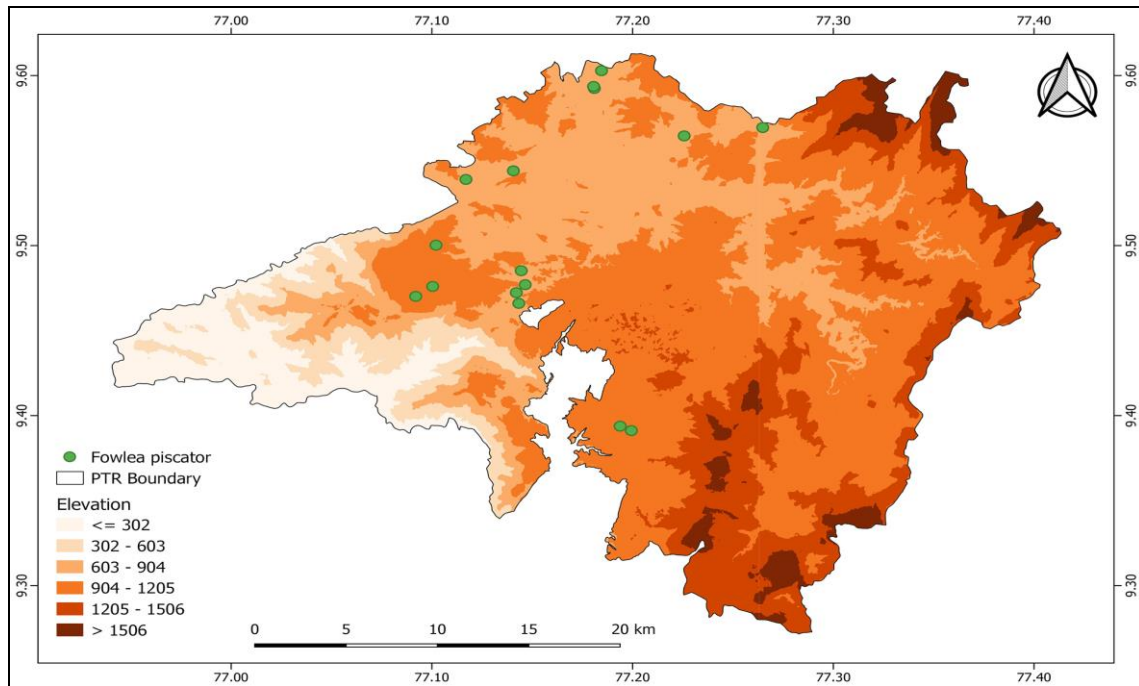 77.00 77.10 77.20 77.30 77.40
9.60 9.60
9.50 9.50
9.40 9.40
9.30 9.30
Fowlea piscator
PTR Boundary
Elevation
<= 302
302 - 603
603 - 904
904 - 1205
1205 - 1506
> 1506
0 5 10 15 20 km
77.00 77.10 77.20 77.30 77.40